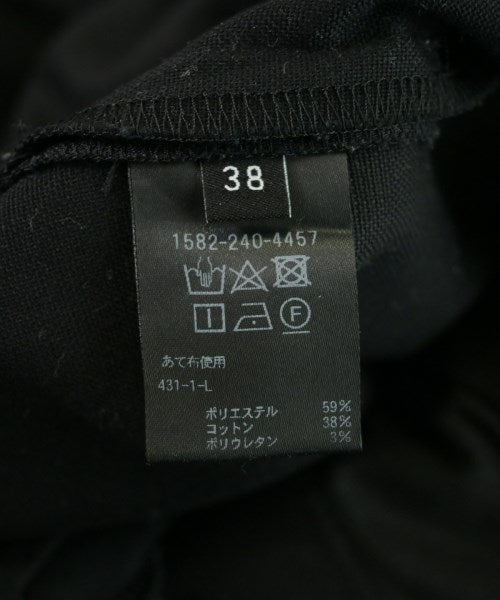 38
1582-240-4457
F
あて布使用
431-1-L
ポリエステル 59%
コットン 38%
ポリウレタン 3%